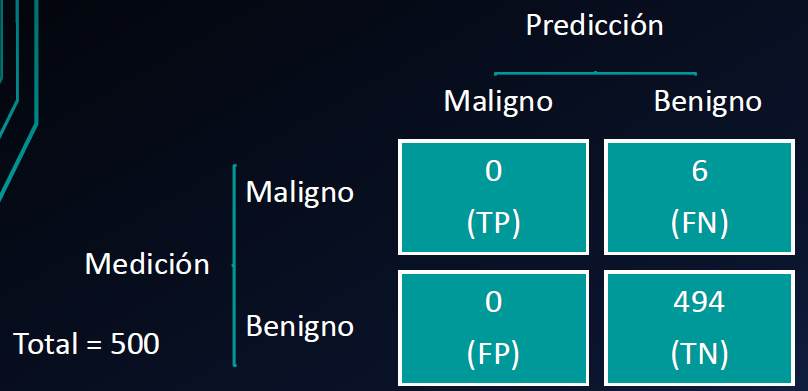 Predicción
Maligno Benigno
Maligno 0 6
(TP) (FN)
Medición
Benigno 0 494
Total = 500
(FP) (TN)